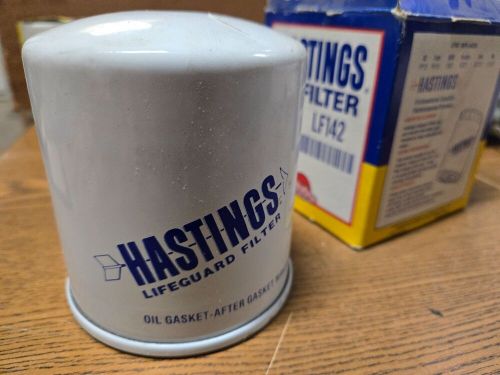 HASTINGS
LIFEGUARD FILTER
OIL GASKET-AFTER GASKET
HASTINGS
FILTER
LF142
HASTINGS